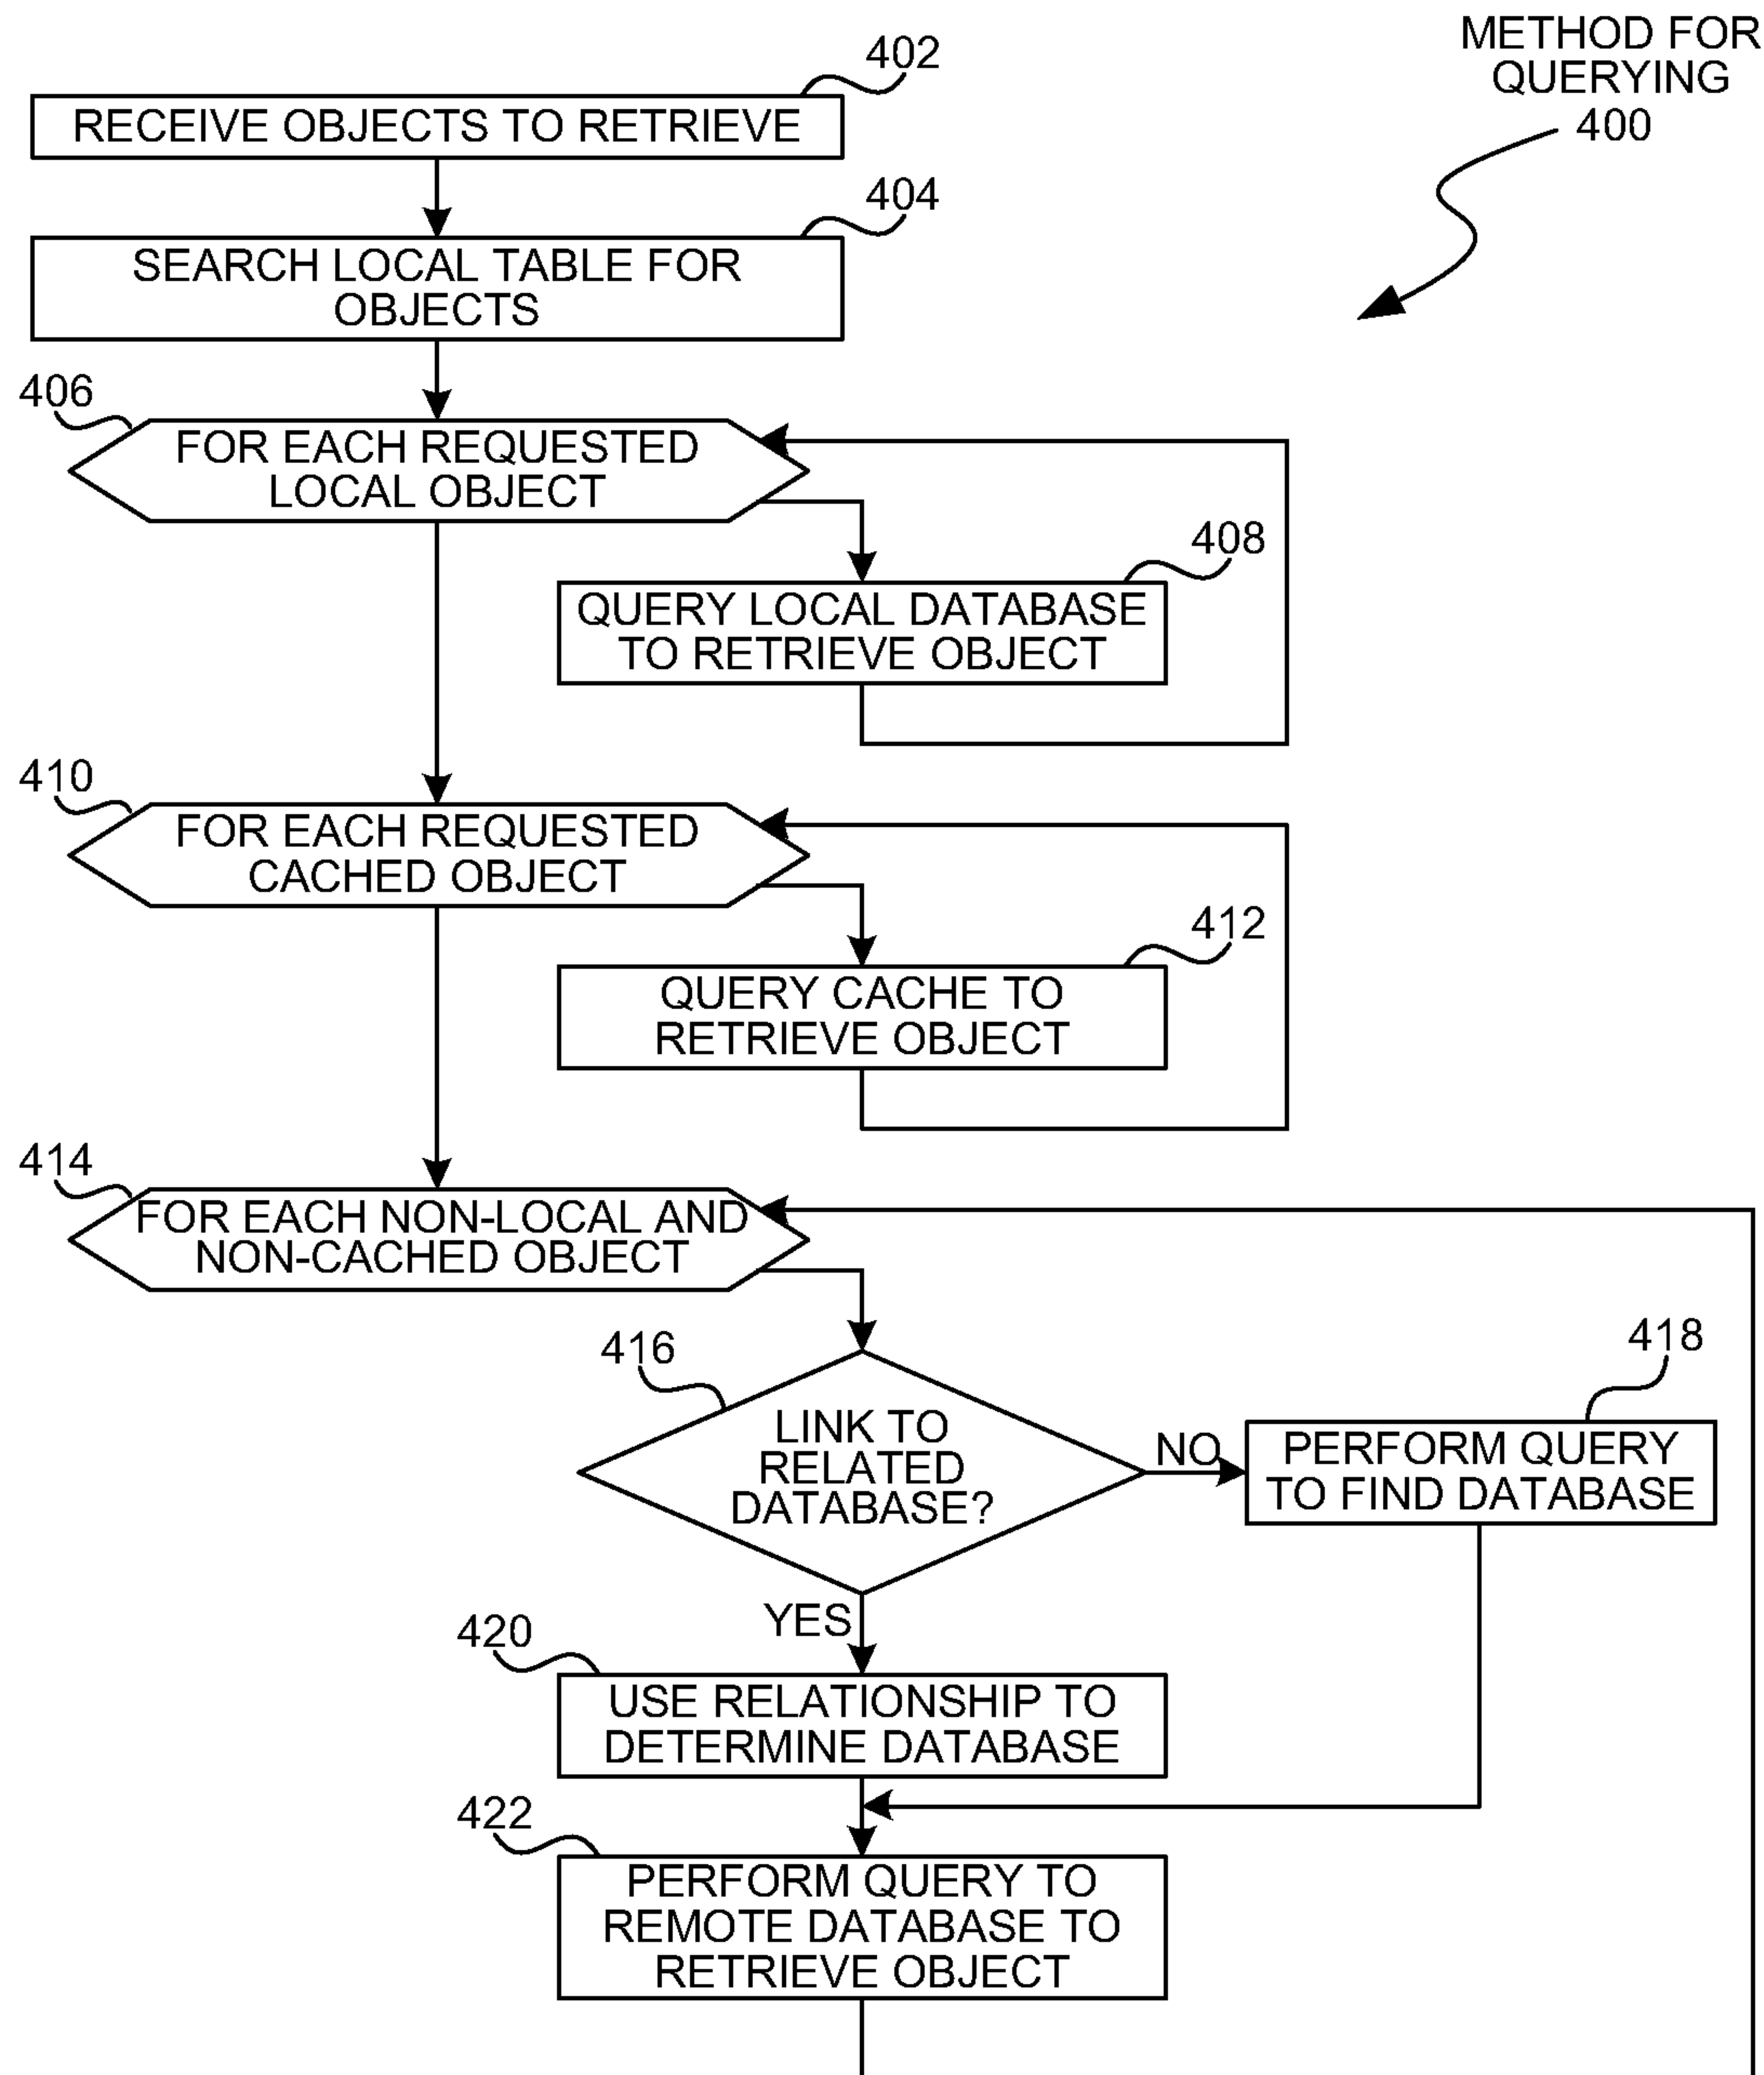 METHOD FOR
QUERYING
400
402
RECEIVE OBJECTS TO RETRIEVE
404
SEARCH LOCAL TABLE FOR
OBJECTS
406
FOR EACH REQUESTED
LOCAL OBJECT
408
QUERY LOCAL DATABASE
TO RETRIEVE OBJECT
410
FOR EACH REQUESTED
CACHED OBJECT
412
QUERY CACHE TO
RETRIEVE OBJECT
414
FOR EACH NON-LOCAL AND
NON-CACHED OBJECT
416
LINK TO
RELATED
DATABASE?
NO
418
PERFORM QUERY
TO FIND DATABASE
YES
420
USE RELATIONSHIP TO
DETERMINE DATABASE
422
PERFORM QUERY TO
REMOTE DATABASE TO
RETRIEVE OBJECT